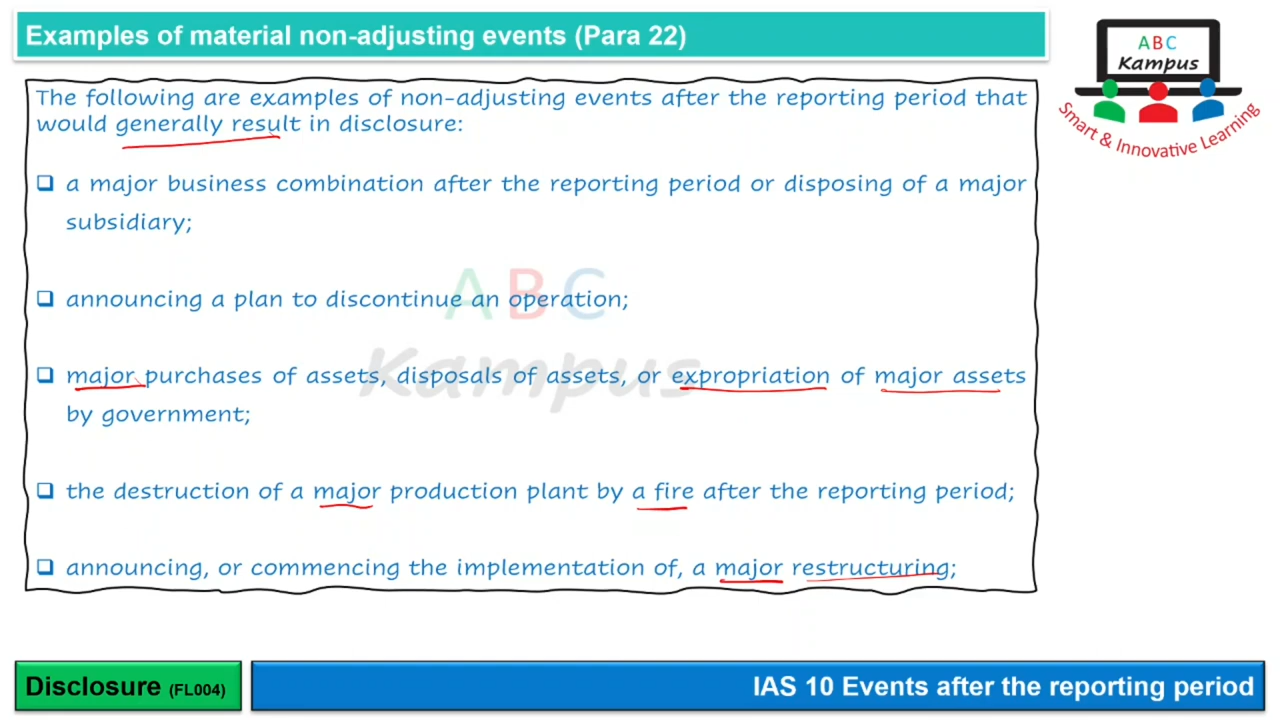 Examples of material non-adjusting events (Para 22)
ABC
Kampus
Smart & Innovative Learning
The following are examples of non-adjusting events after the reporting period that
would generally result in disclosure:
❑ a major business combination after the reporting period or disposing of a major
subsidiary;
❑ announcing a plan to discontinue an operation;
❑ major purchases of assets, disposals of assets, or expropriation of major assets
by government;
❑ the destruction of a major production plant by a fire after the reporting period;
❑ announcing, or commencing the implementation of, a major restructuring;
ABC
Kampus
Disclosure (FL004)
IAS 10 Events after the reporting period